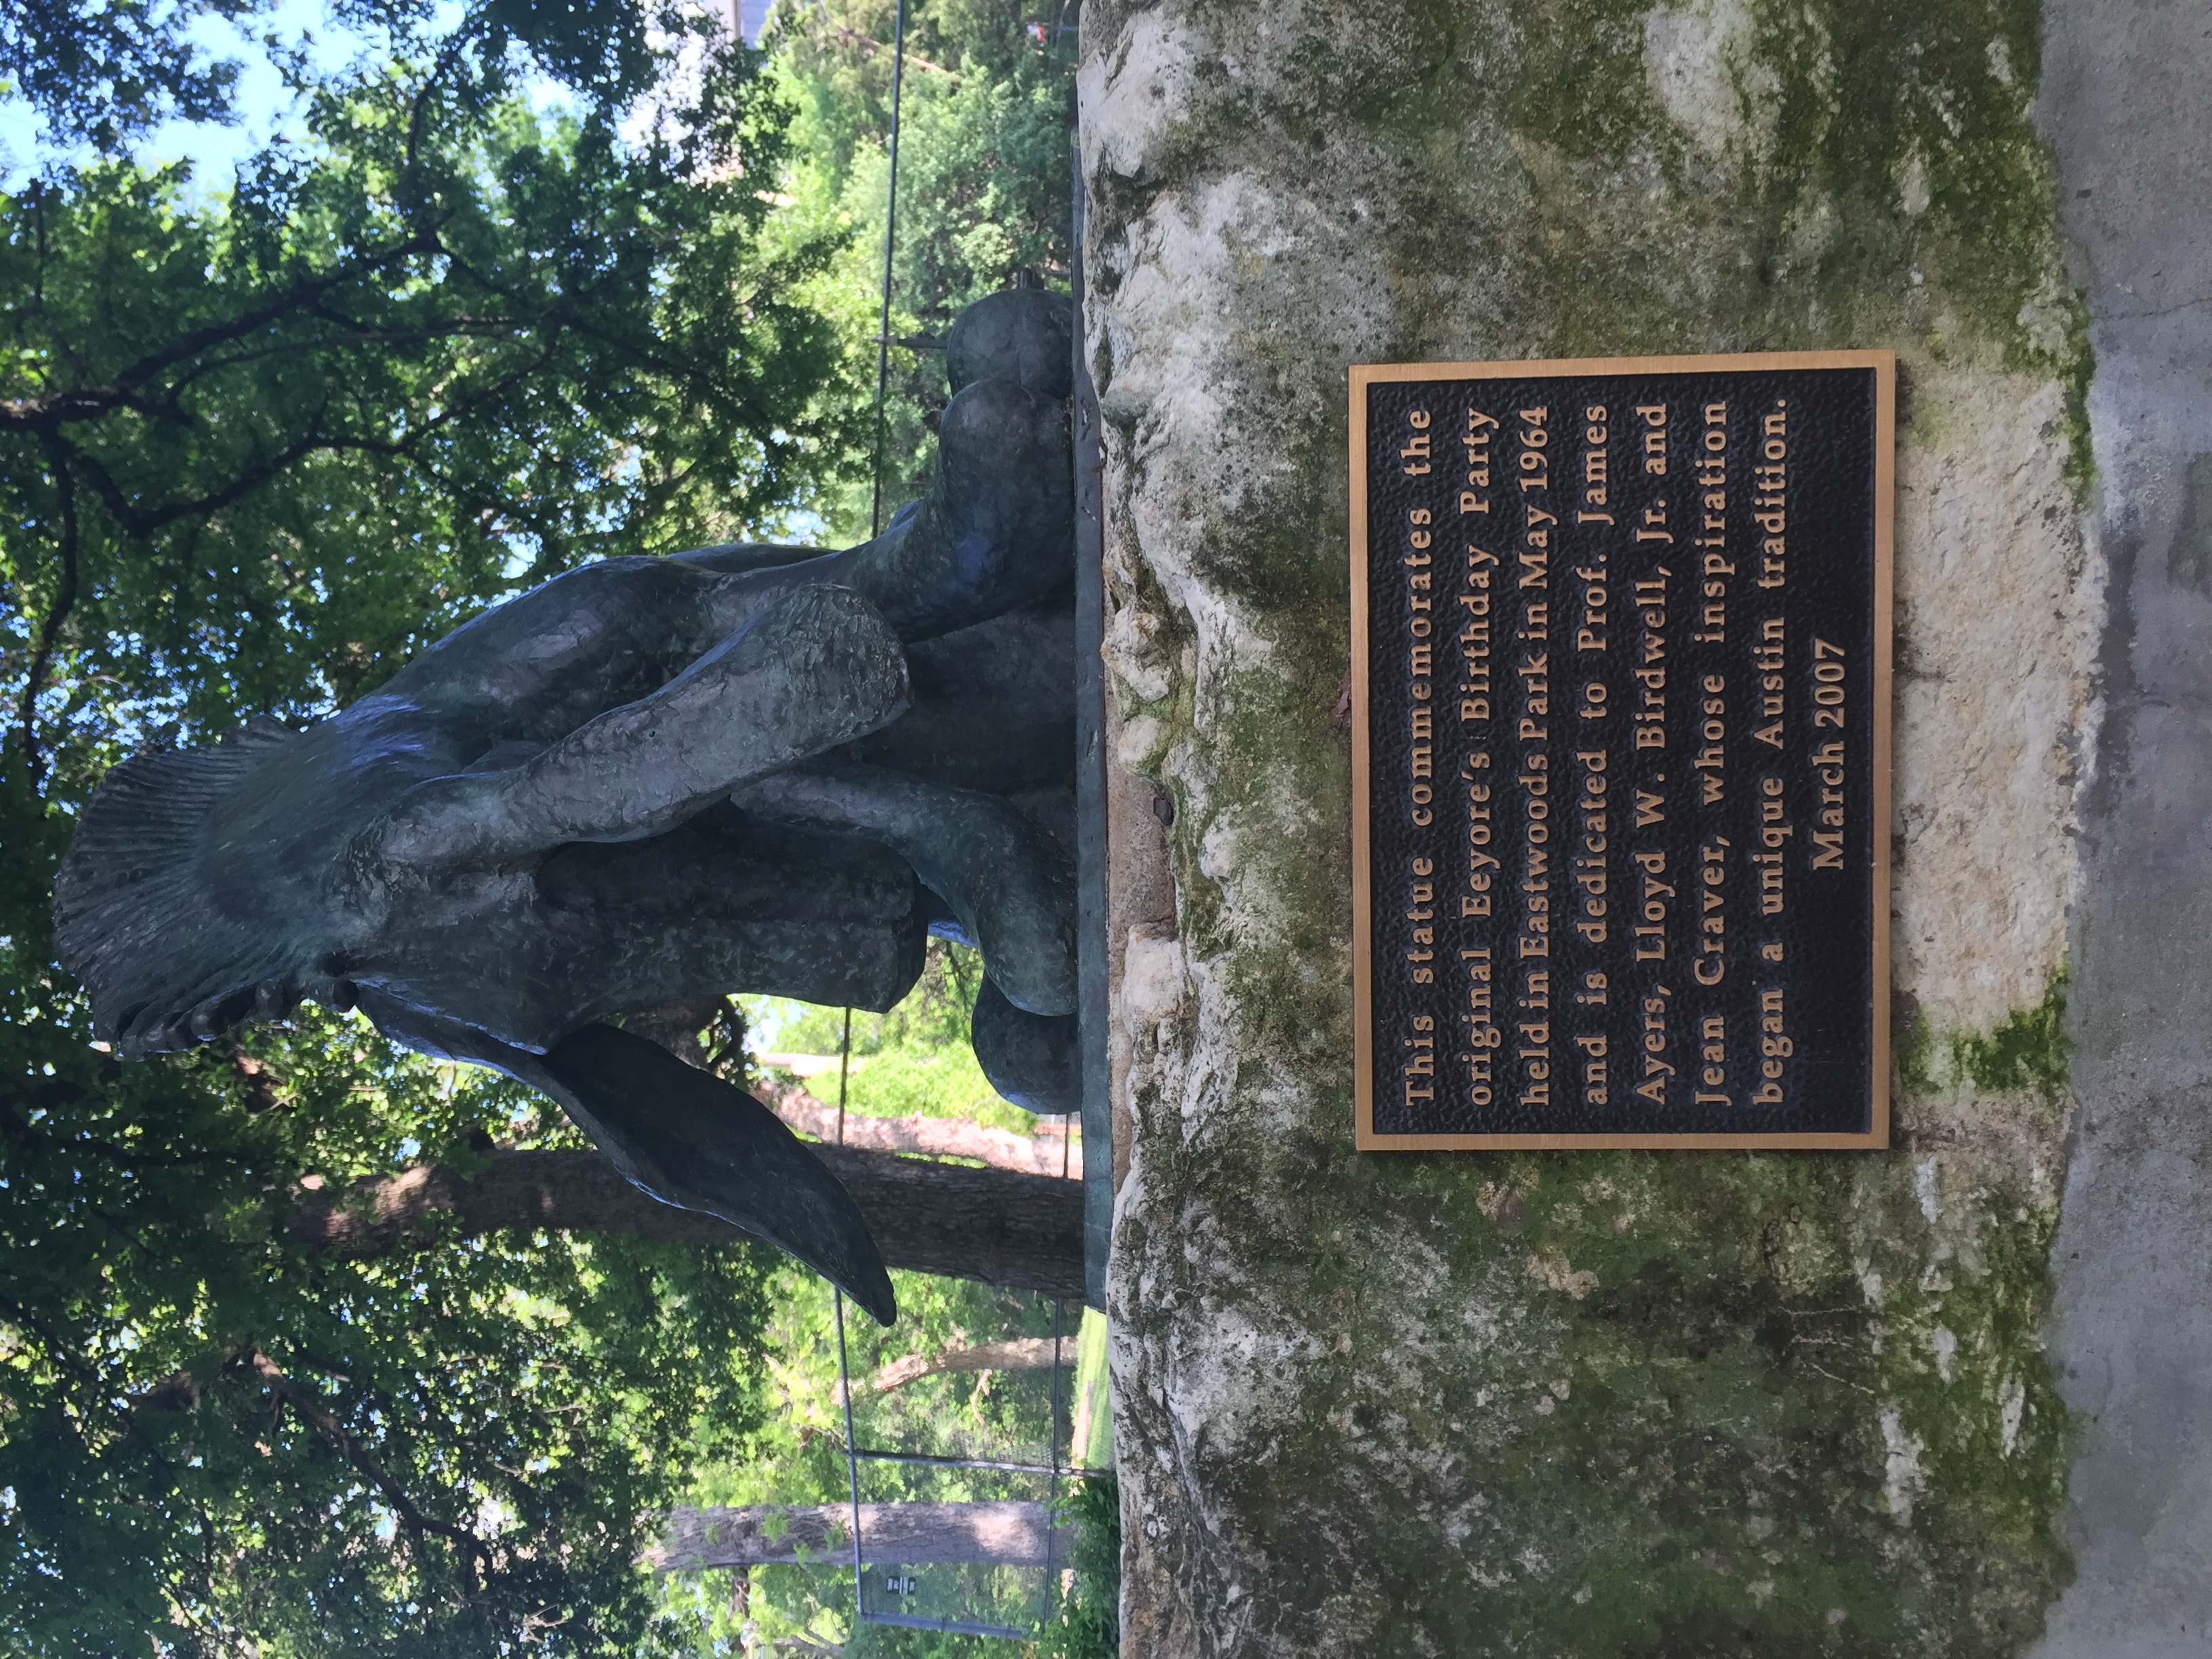 This statue commemorates the
original Eeyore's Birthday Party
held in Eastwoods Park in May 1964
and is dedicated to Prof. James
Ayers, Lloyd W. Birdwell, Jr. and
Jean Craver, whose inspiration
began a unique Austin tradition.
March 2007